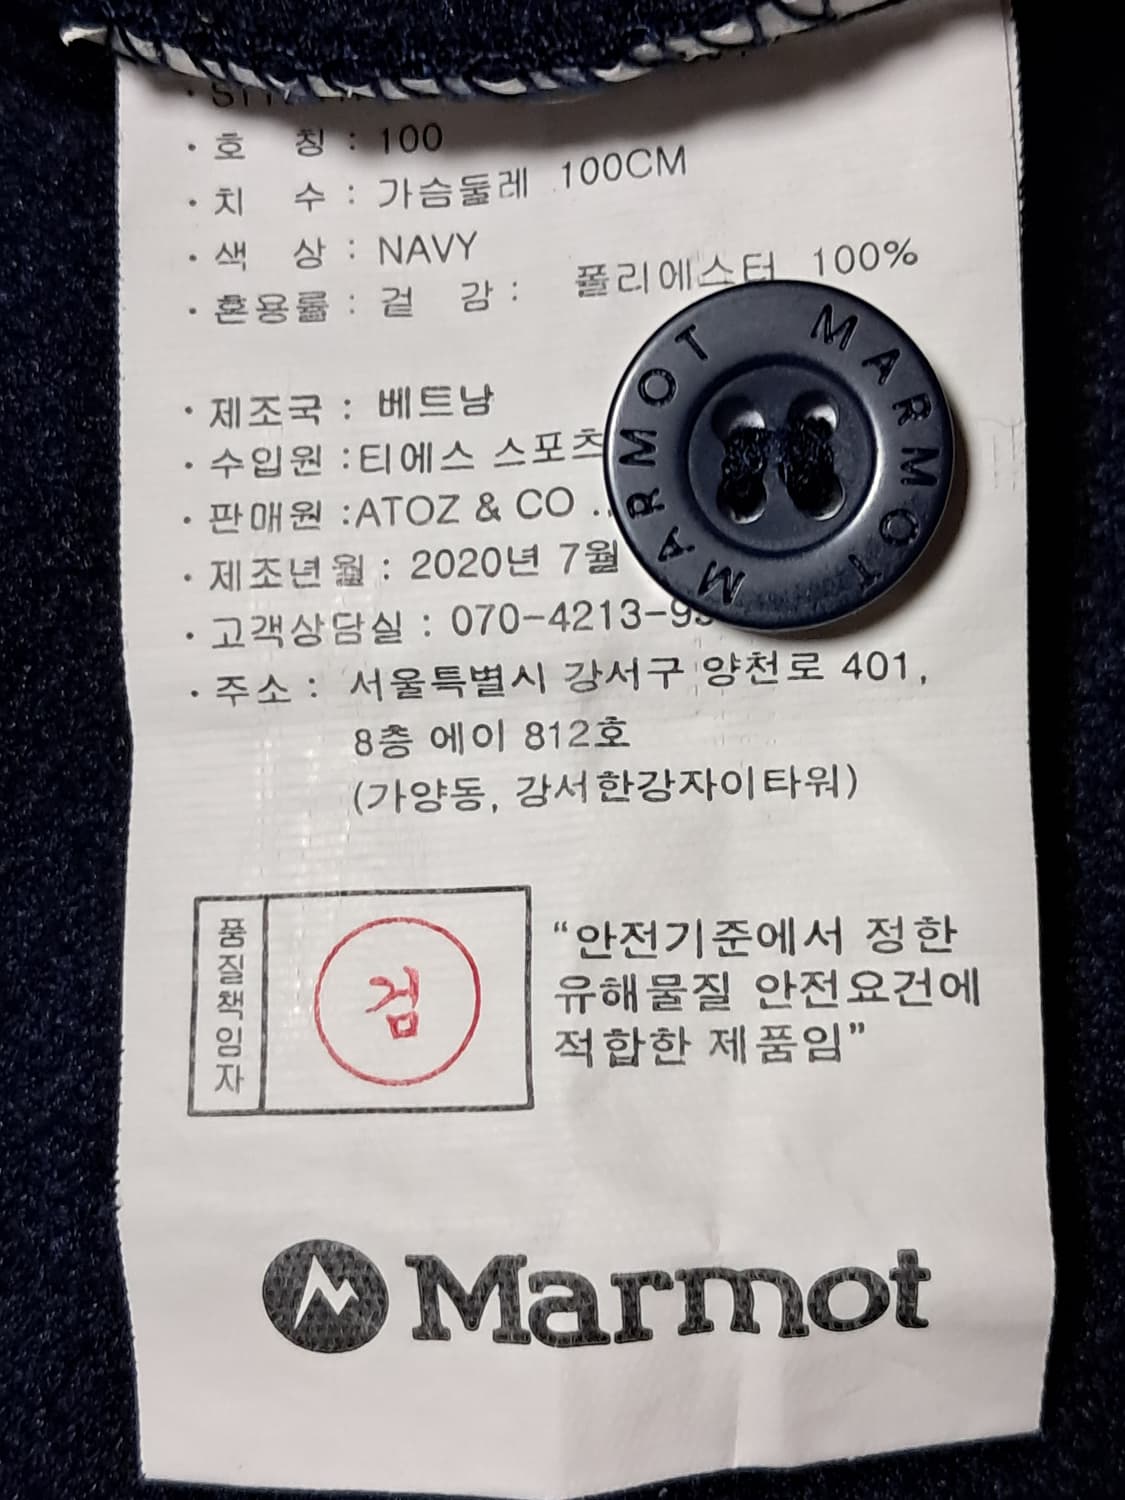 · 호 칭 : 100
· 치 수 : 가슴둘레 100CM
· 색 상 : NAVY
· 혼용률 : 겉 감 : 폴리에스터 100%
· 제조국 : 베트남
· 수입원 : 티에스 스포츠
· 판매원 : ATOZ & CO
· 제조년월 : 2020년 7월
· 고객상담실 : 070-4213-9
· 주소 : 서울특별시 강서구 양천로 401,
8층 에이 812호
(가양동, 강서한강자이타워)
MARMOT MARMOT
품질책임자
검
“안전기준에서 정한
유해물질 안전요건에
적합한 제품임”
Marmot